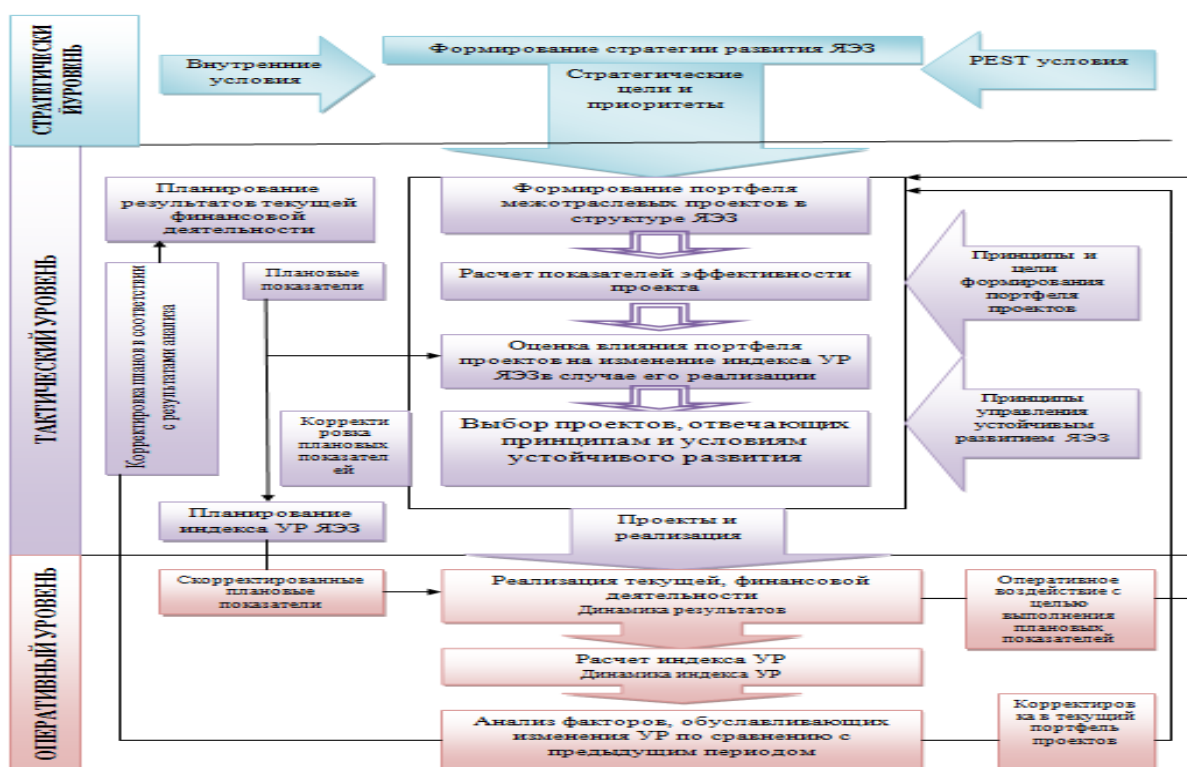 СТРАТЕГИЧЕСКИ
ЙУРОВЕНЬ
Внутренние
условия
Формирование стратегии развития ЯЭЗ
Стратегические
цели и
приоритеты
PEST условия
ТАКТИЧЕСКИЙ УРОВЕНЬ
Планирование
результатов текущей
финансовой
деятельности
Корректировка планов в соответствии
с результатами анализа
Плановые
показатели
Корректи
ровка
плановых
показател
ей
Планирование
индекса УР ЯЭЗ
Формирование портфеля
межотраслевых проектов в
структуре ЯЭЗ
Расчет показателей эффективности
проекта
Оценка влияния портфеля
проектов на изменение индекса УР
ЯЭЗв случае его реализации
Выбор проектов, отвечающих
принципам и условиям
устойчивого развития
Принципы и
цели
формирования
портфеля
проектов
Принципы
управления
устойчивым
развитием ЯЭЗ
Проекты и
реализация
ОПЕРАТИВНЫЙ УРОВЕНЬ
Скорректированные
плановые
показатели
Реализация текущей, финансовой
деятельности
Динамика результатов
Оперативное
воздействие с
целью
выполнения
плановых
показателей
Расчет индекса УР
Динамика индекса УР
Анализ факторов, обуславливающих
изменения УР по сравнению с
предыдущим периодом
Корректиров
ка в текущий
портфель
проектов